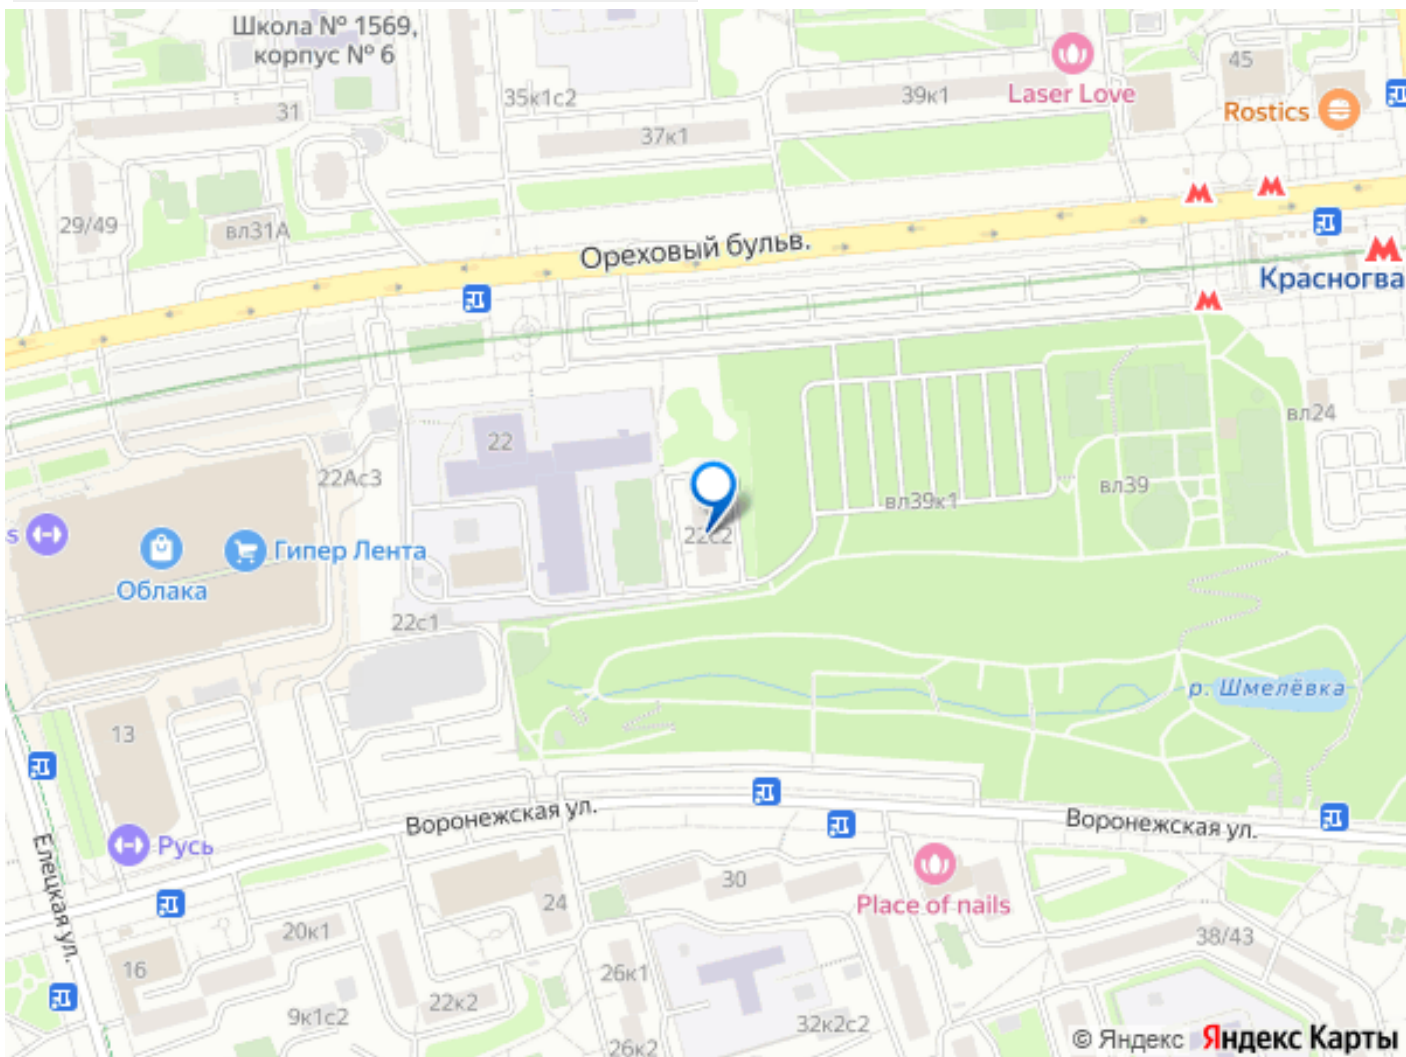 Школа № 1569,
корпус № 6
45
Laser Love
39к1
35к1с2
31
37к1
Rostics
29/49
вл31А
Ореховый бульв.
Красногва
вл24
22
22Ас3
вл39
вл39к1
22с2
s
Гипер Лента
Облака
22с1
р. Шмелёвка
13
Воронежская ул.
Воронежская ул.
Русь
Елецкая ул.
30
24
Place of nails
20к1
38/43
16
26к1
22к2
9к1с2
32к2с2
26к2
© Яндекс Яндекс Карты